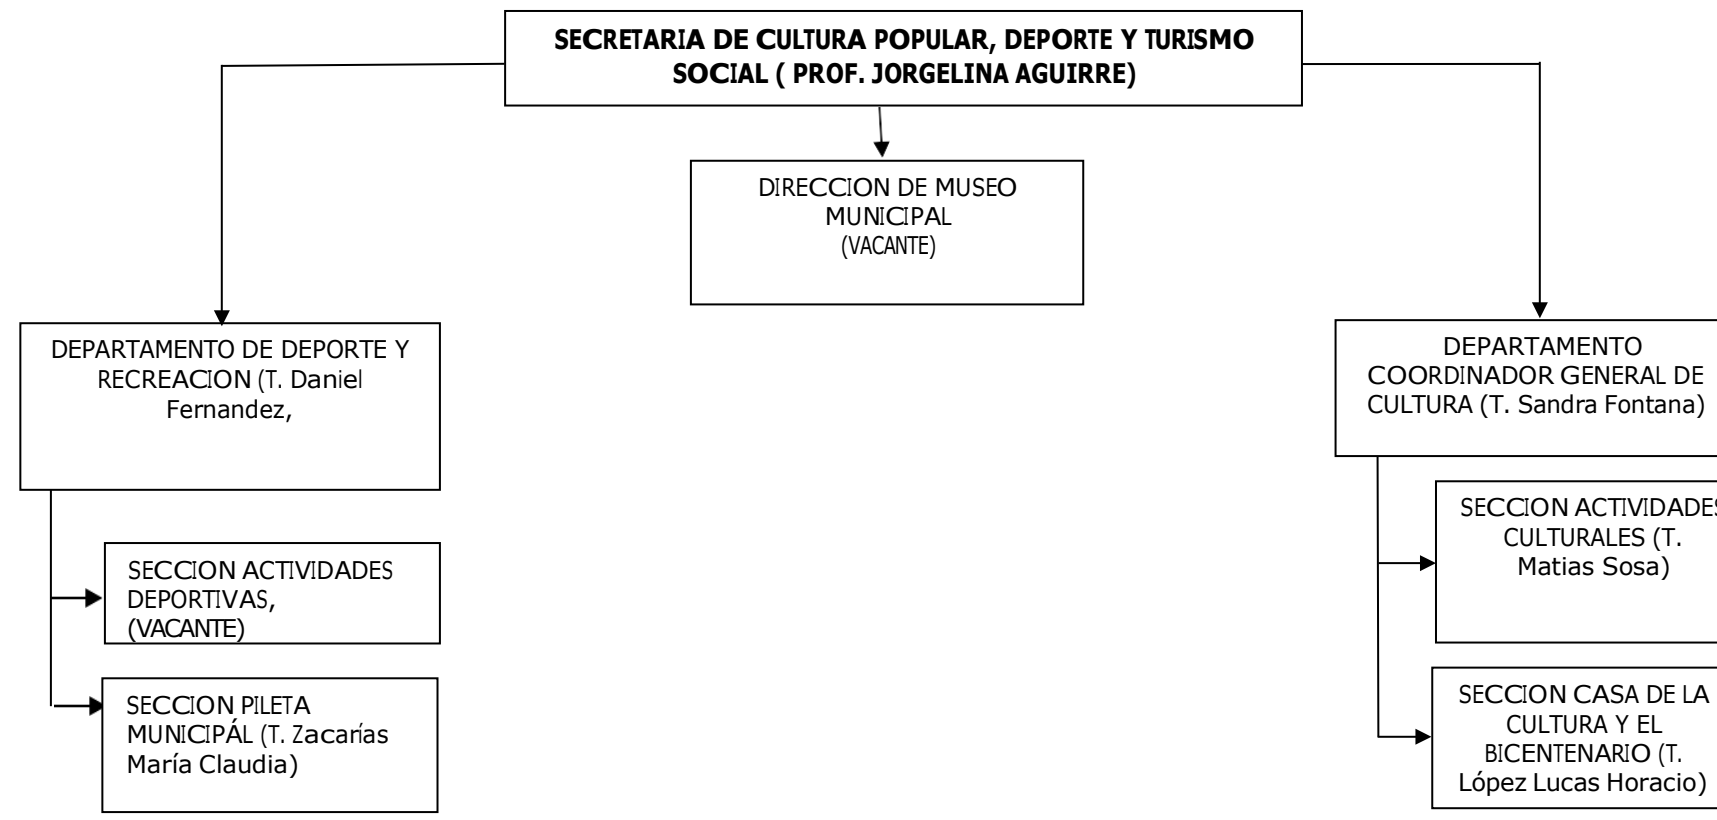 SECRETARIA DE CULTURA POPULAR, DEPORTE Y TURISMO
SOCIAL ( PROF. JORGELINA AGUIRRE)
DIRECCION DE MUSEO
MUNICIPAL
(VACANTE)
DEPARTAMENTO DE DEPORTE Y
RECREACION (T. Daniel
Fernandez,
SECCION ACTIVIDADES
DEPORTIVAS,
(VACANTE)
SECCION PILETA
MUNICIPÁL (T. Zacarías
María Claudia)
DEPARTAMENTO
COORDINADOR GENERAL DE
CULTURA (T. Sandra Fontana)
SECCION ACTIVIDADES
CULTURALES (T.
Matias Sosa)
SECCION CASA DE LA
CULTURA Y EL
BICENTENARIO (T.
López Lucas Horacio)